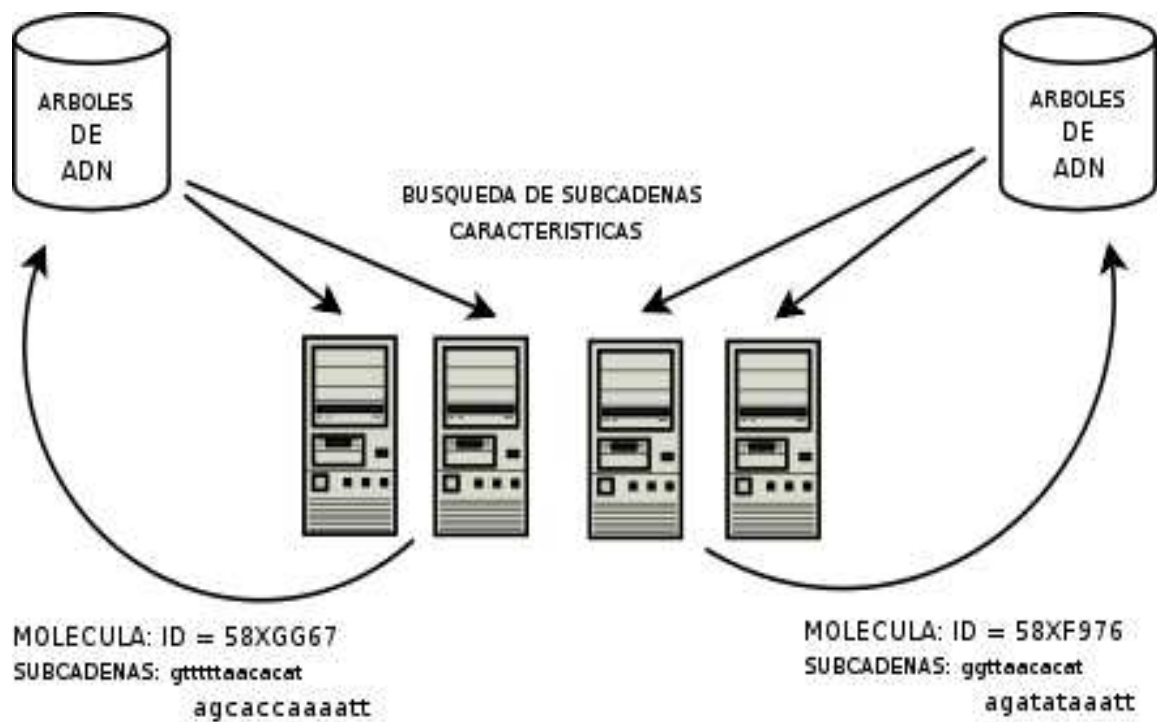 ARBOLES
DE
ADN
ARBOLES
DE
ADN
BUSQUEDA DE SUBCADENAS
CARACTERISTICAS
MOLECULA: ID = 58XGG67
SUBCADENAS: gtttttaacacat
agcaccaaaatt
MOLECULA: ID = 58XF976
SUBCADENAS: ggttaacacat
agatataaatt